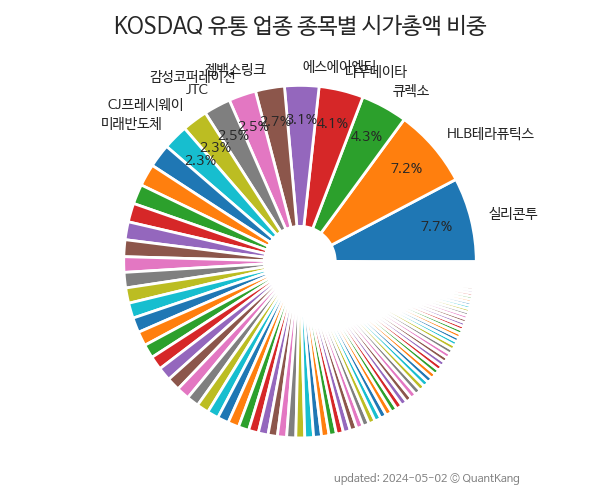 KOSDAQ 유통 업종 종목별 시가총액 비중
실리콘투
HLB테라퓨틱스
큐렉소
에스에이엠티
젬백스링크
감성코퍼레이션
JTC
CJ프레시웨이
미래반도체
7.7%
7.2%
4.3%
4.1%
3.1%
2.7%
2.5%
2.5%
2.3%
2.3%
updated: 2024-05-02 © QuantKang